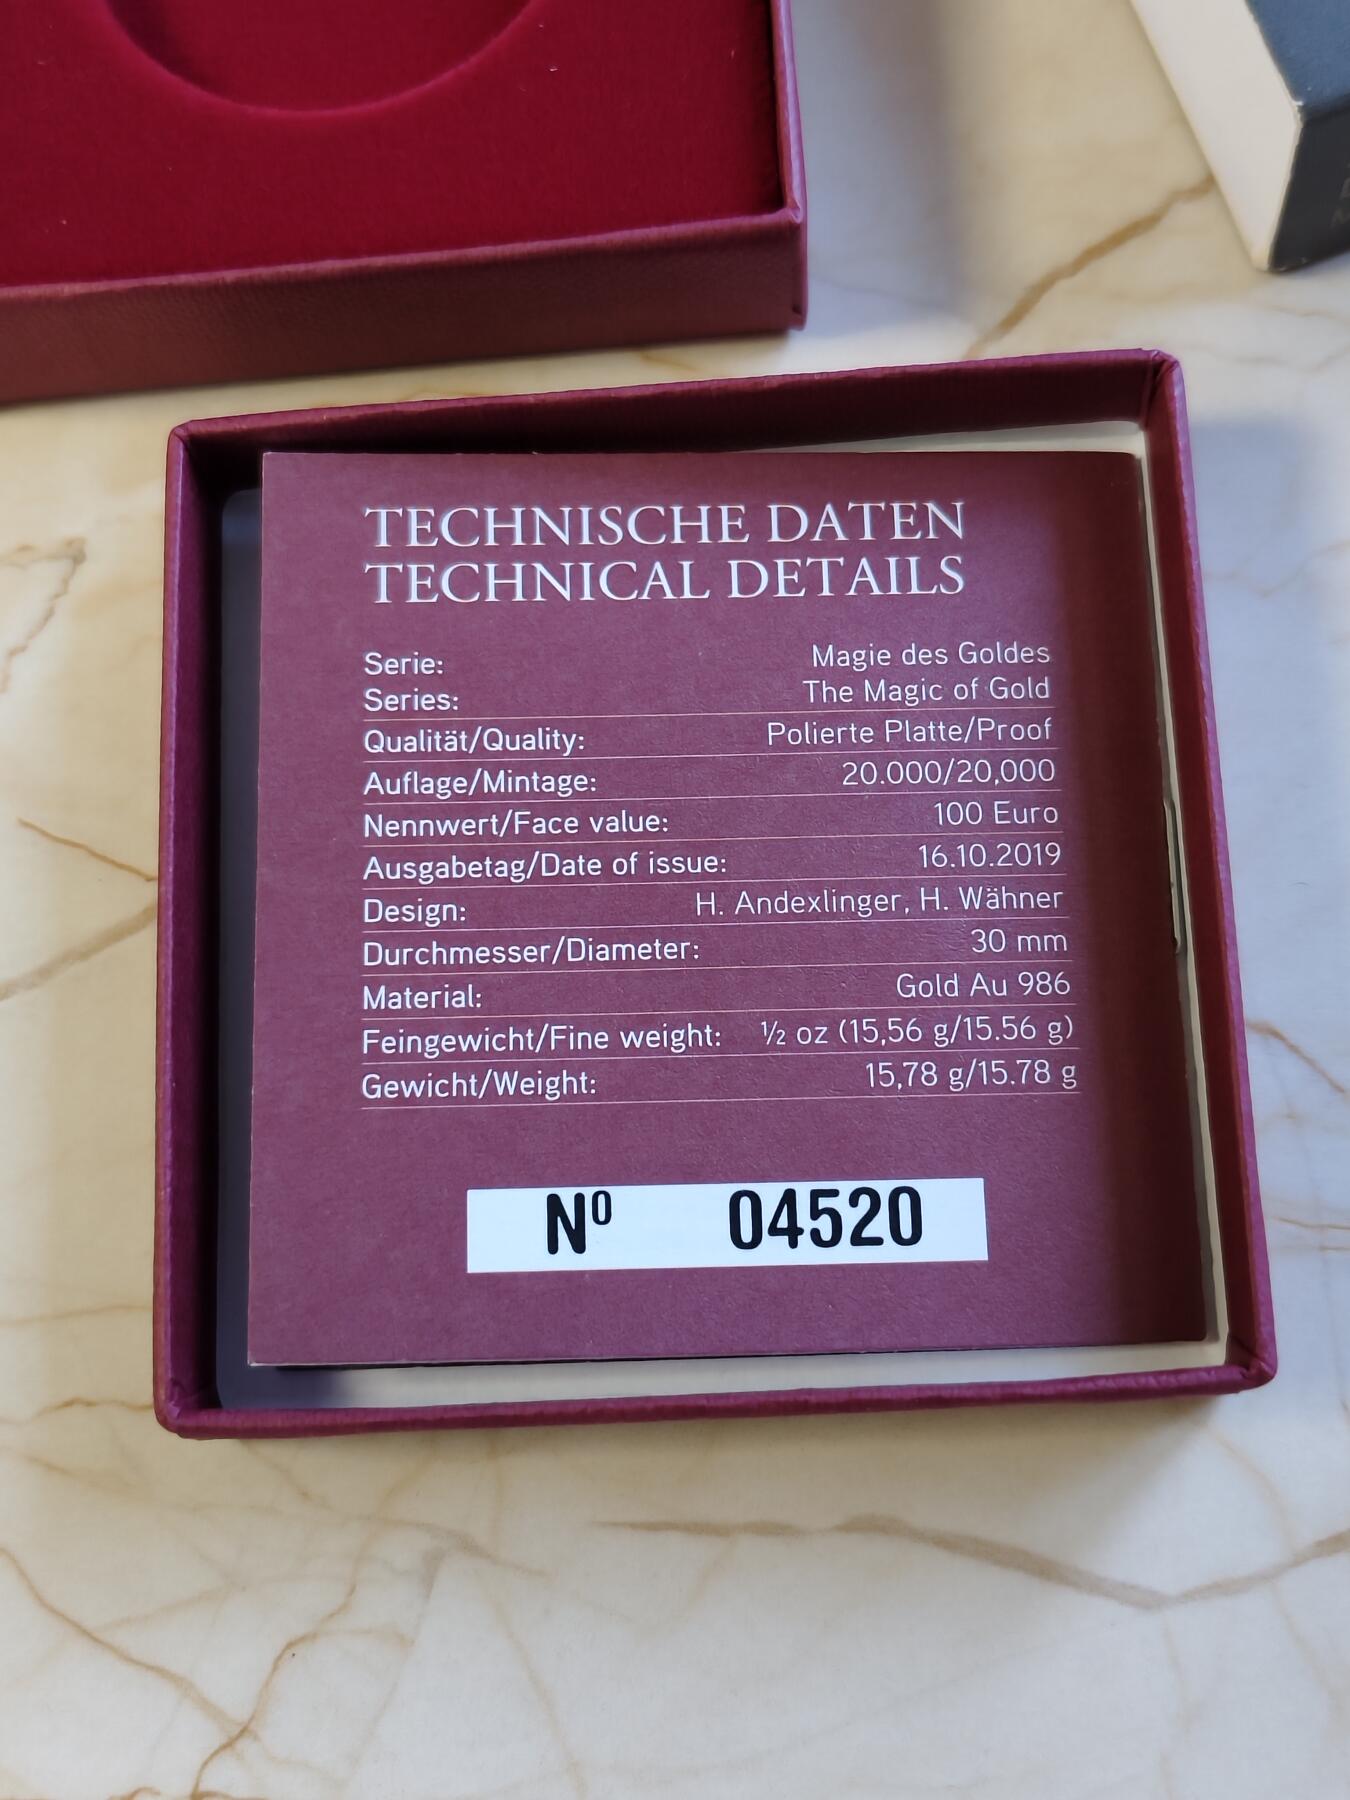 TECHNISCHE DATEN
TECHNICAL DETAILS
Serie: Magie des Goldes
Series: The Magic of Gold
Qualität/Quality: Polierte Platte/Proof
Auflage/Mintage: 20.000/20,000
Nennwert/Face value: 100 Euro
Ausgabetag/Date of issue: 16.10.2019
Design: H. Andexlinger, H. Wähner
Durchmesser/Diameter: 30 mm
Material: Gold Au 986
Feingewicht/Fine weight: ½ oz (15,56 g/15.56 g)
Gewicht/Weight: 15,78 g/15.78 g
Nº 04520